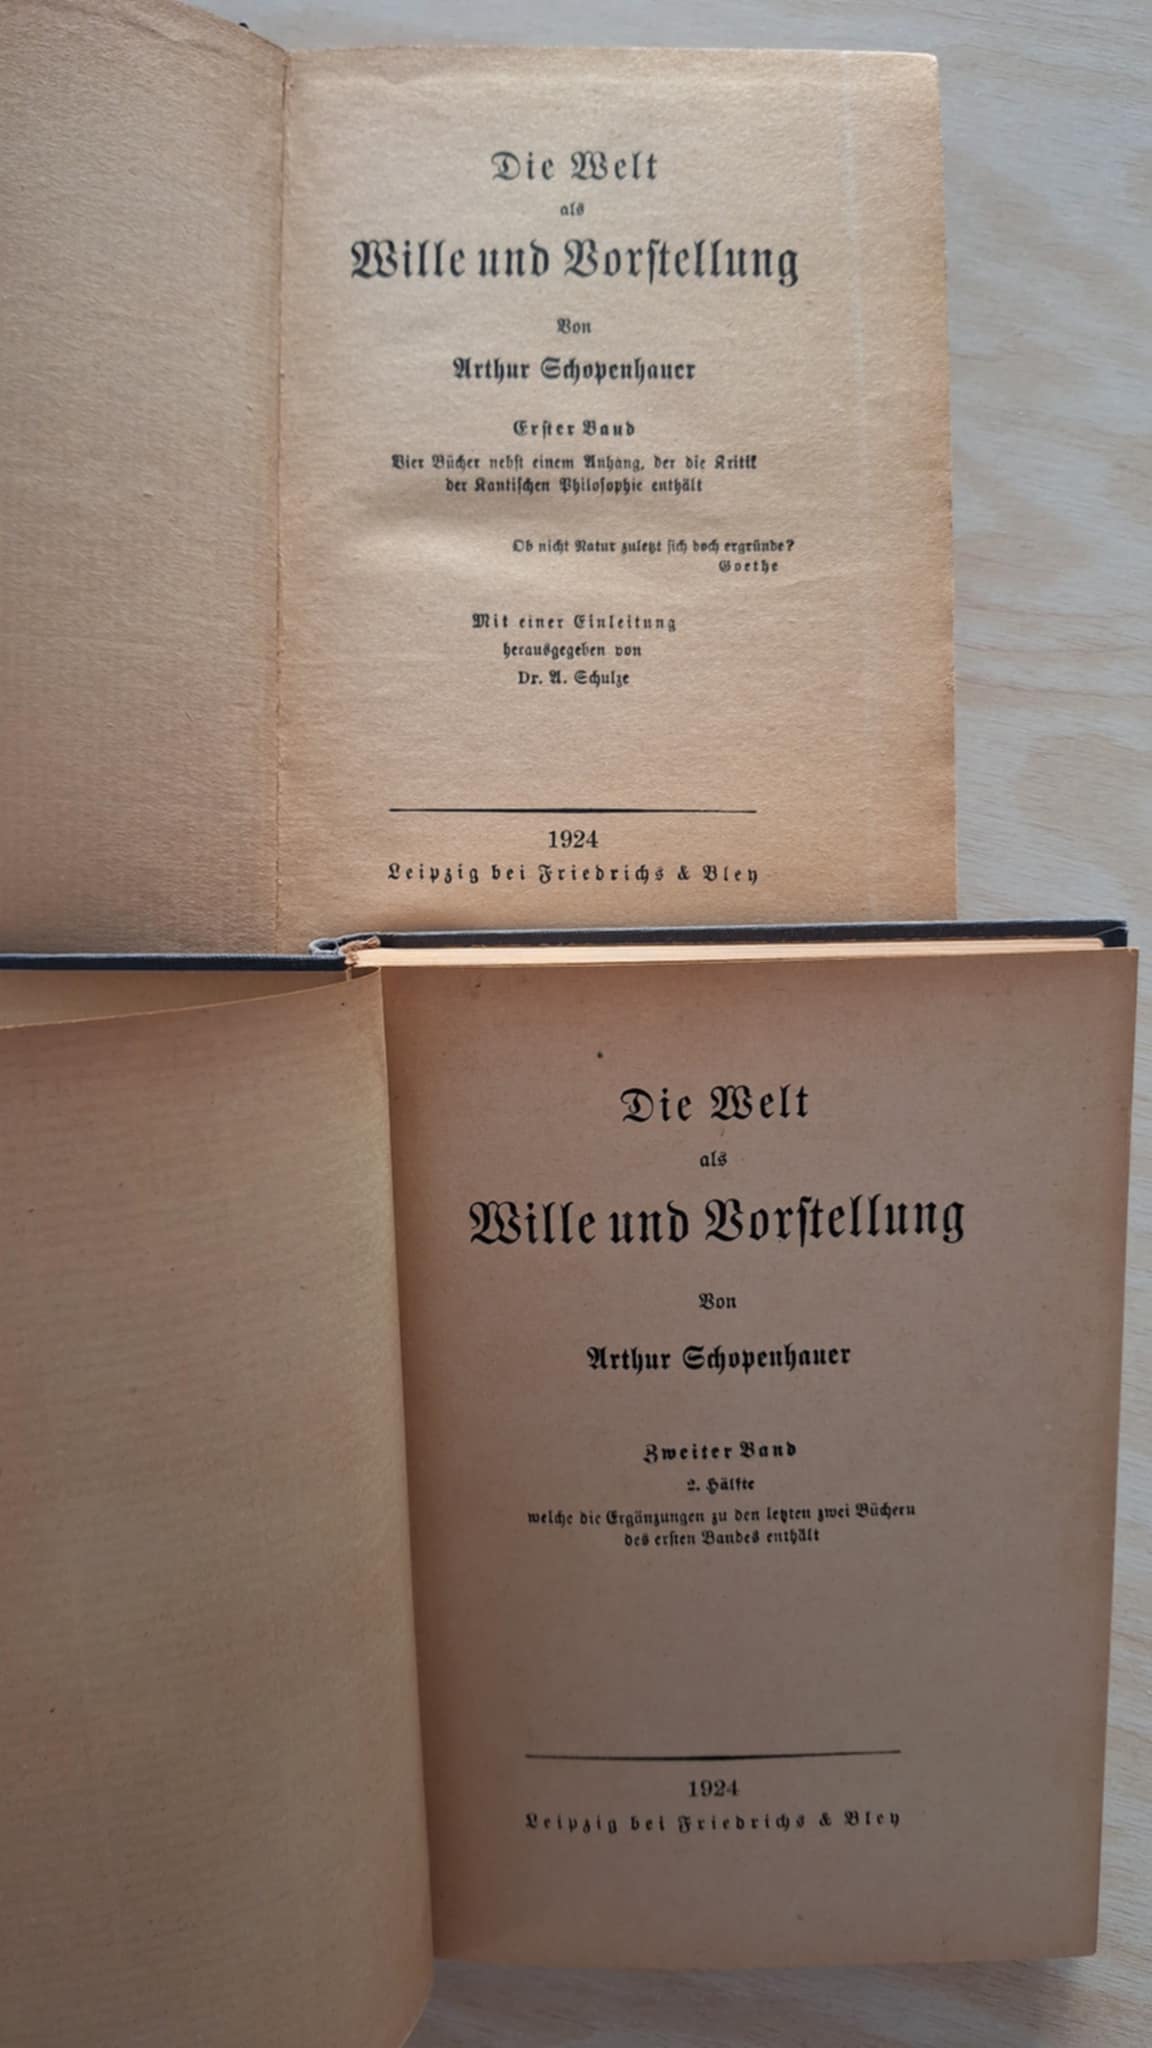 Die Welt
als
Wille und Vorstellung
Von
Arthur Schopenhauer
Erster Band
Vier Bücher nebst einem Anhang, der die Kritik
der Kantischen Philosophie enthält
Ob nicht Natur zuletzt sich doch ergründe?
Goethe
Mit einer Einleitung
herausgegeben von
Dr. A. Schulze
1924
Leipzig bei Friedrichs & Bley
Die Welt
als
Wille und Vorstellung
Von
Arthur Schopenhauer
Zweiter Band
2. Hälfte
welche die Ergänzungen zu den letzten zwei Büchern
des ersten Bandes enthält
1924
Leipzig bei Friedrichs & Bley